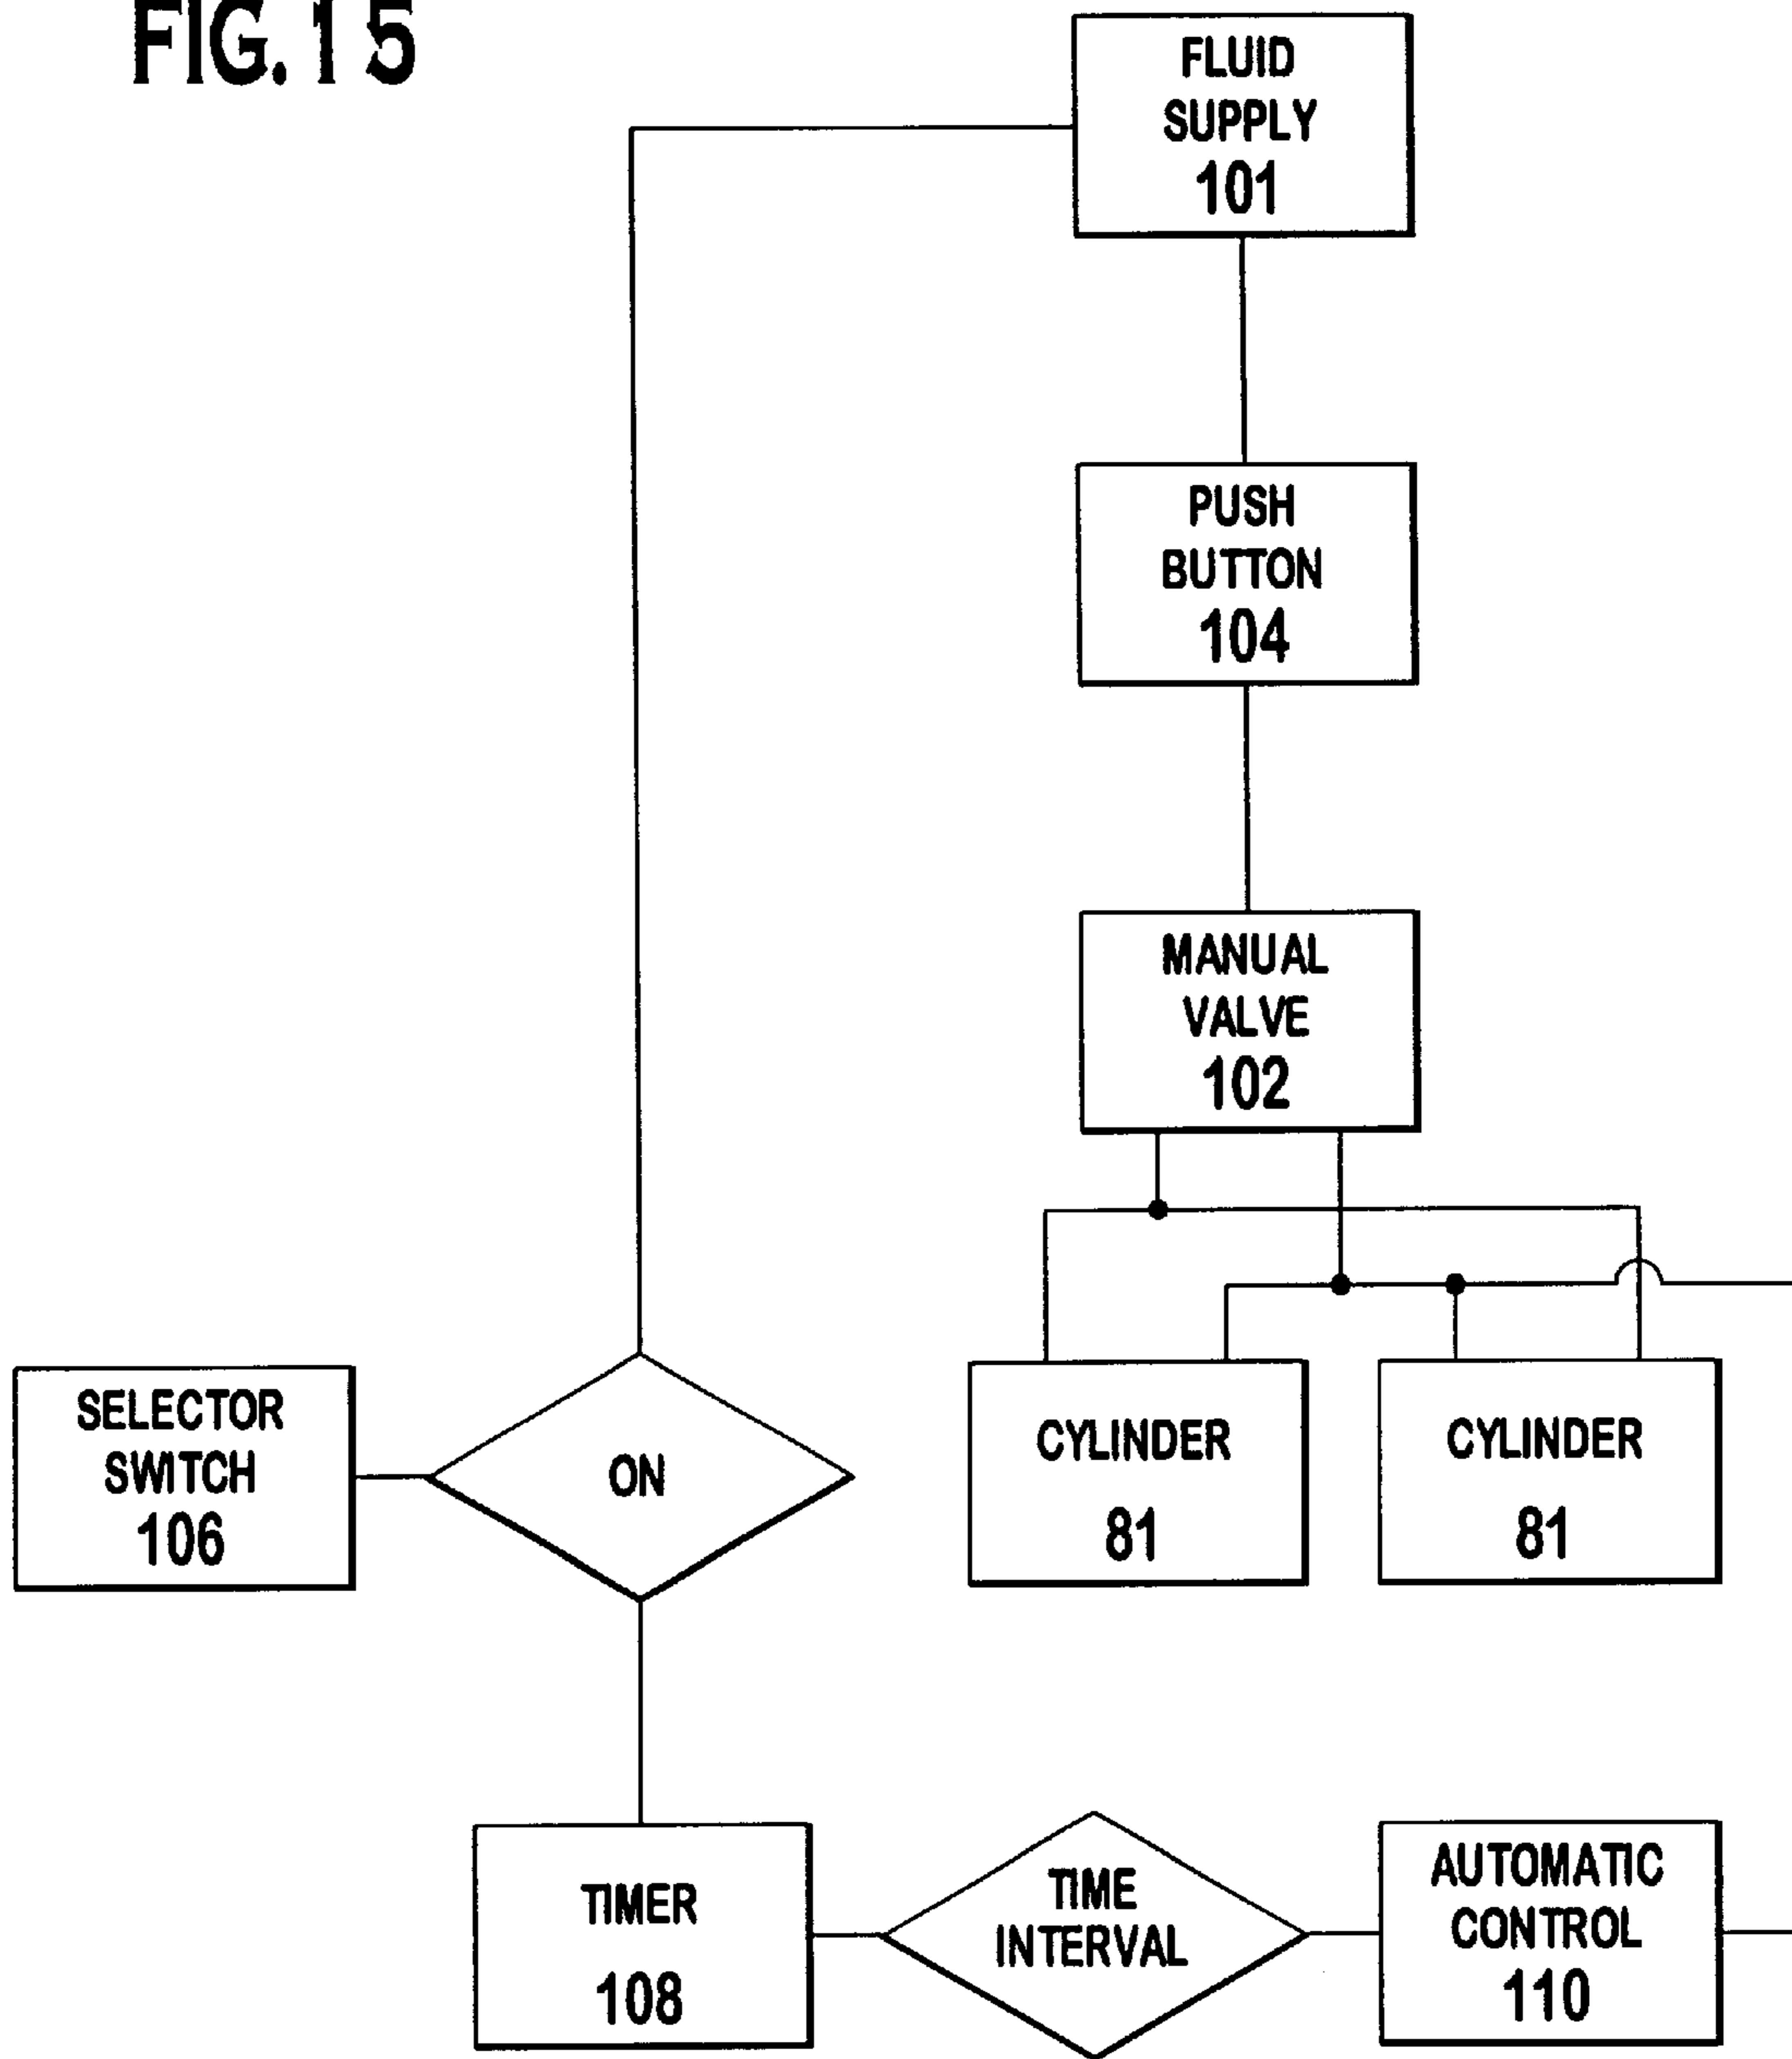 FIG. 15
FLUID
SUPPLY
101
PUSH
BUTTON
104
MANUAL
VALVE
102
SELECTOR
SWITCH
106
ON
CYLINDER
81
CYLINDER
81
TIMER
108
TIME
INTERVAL
AUTOMATIC
CONTROL
110